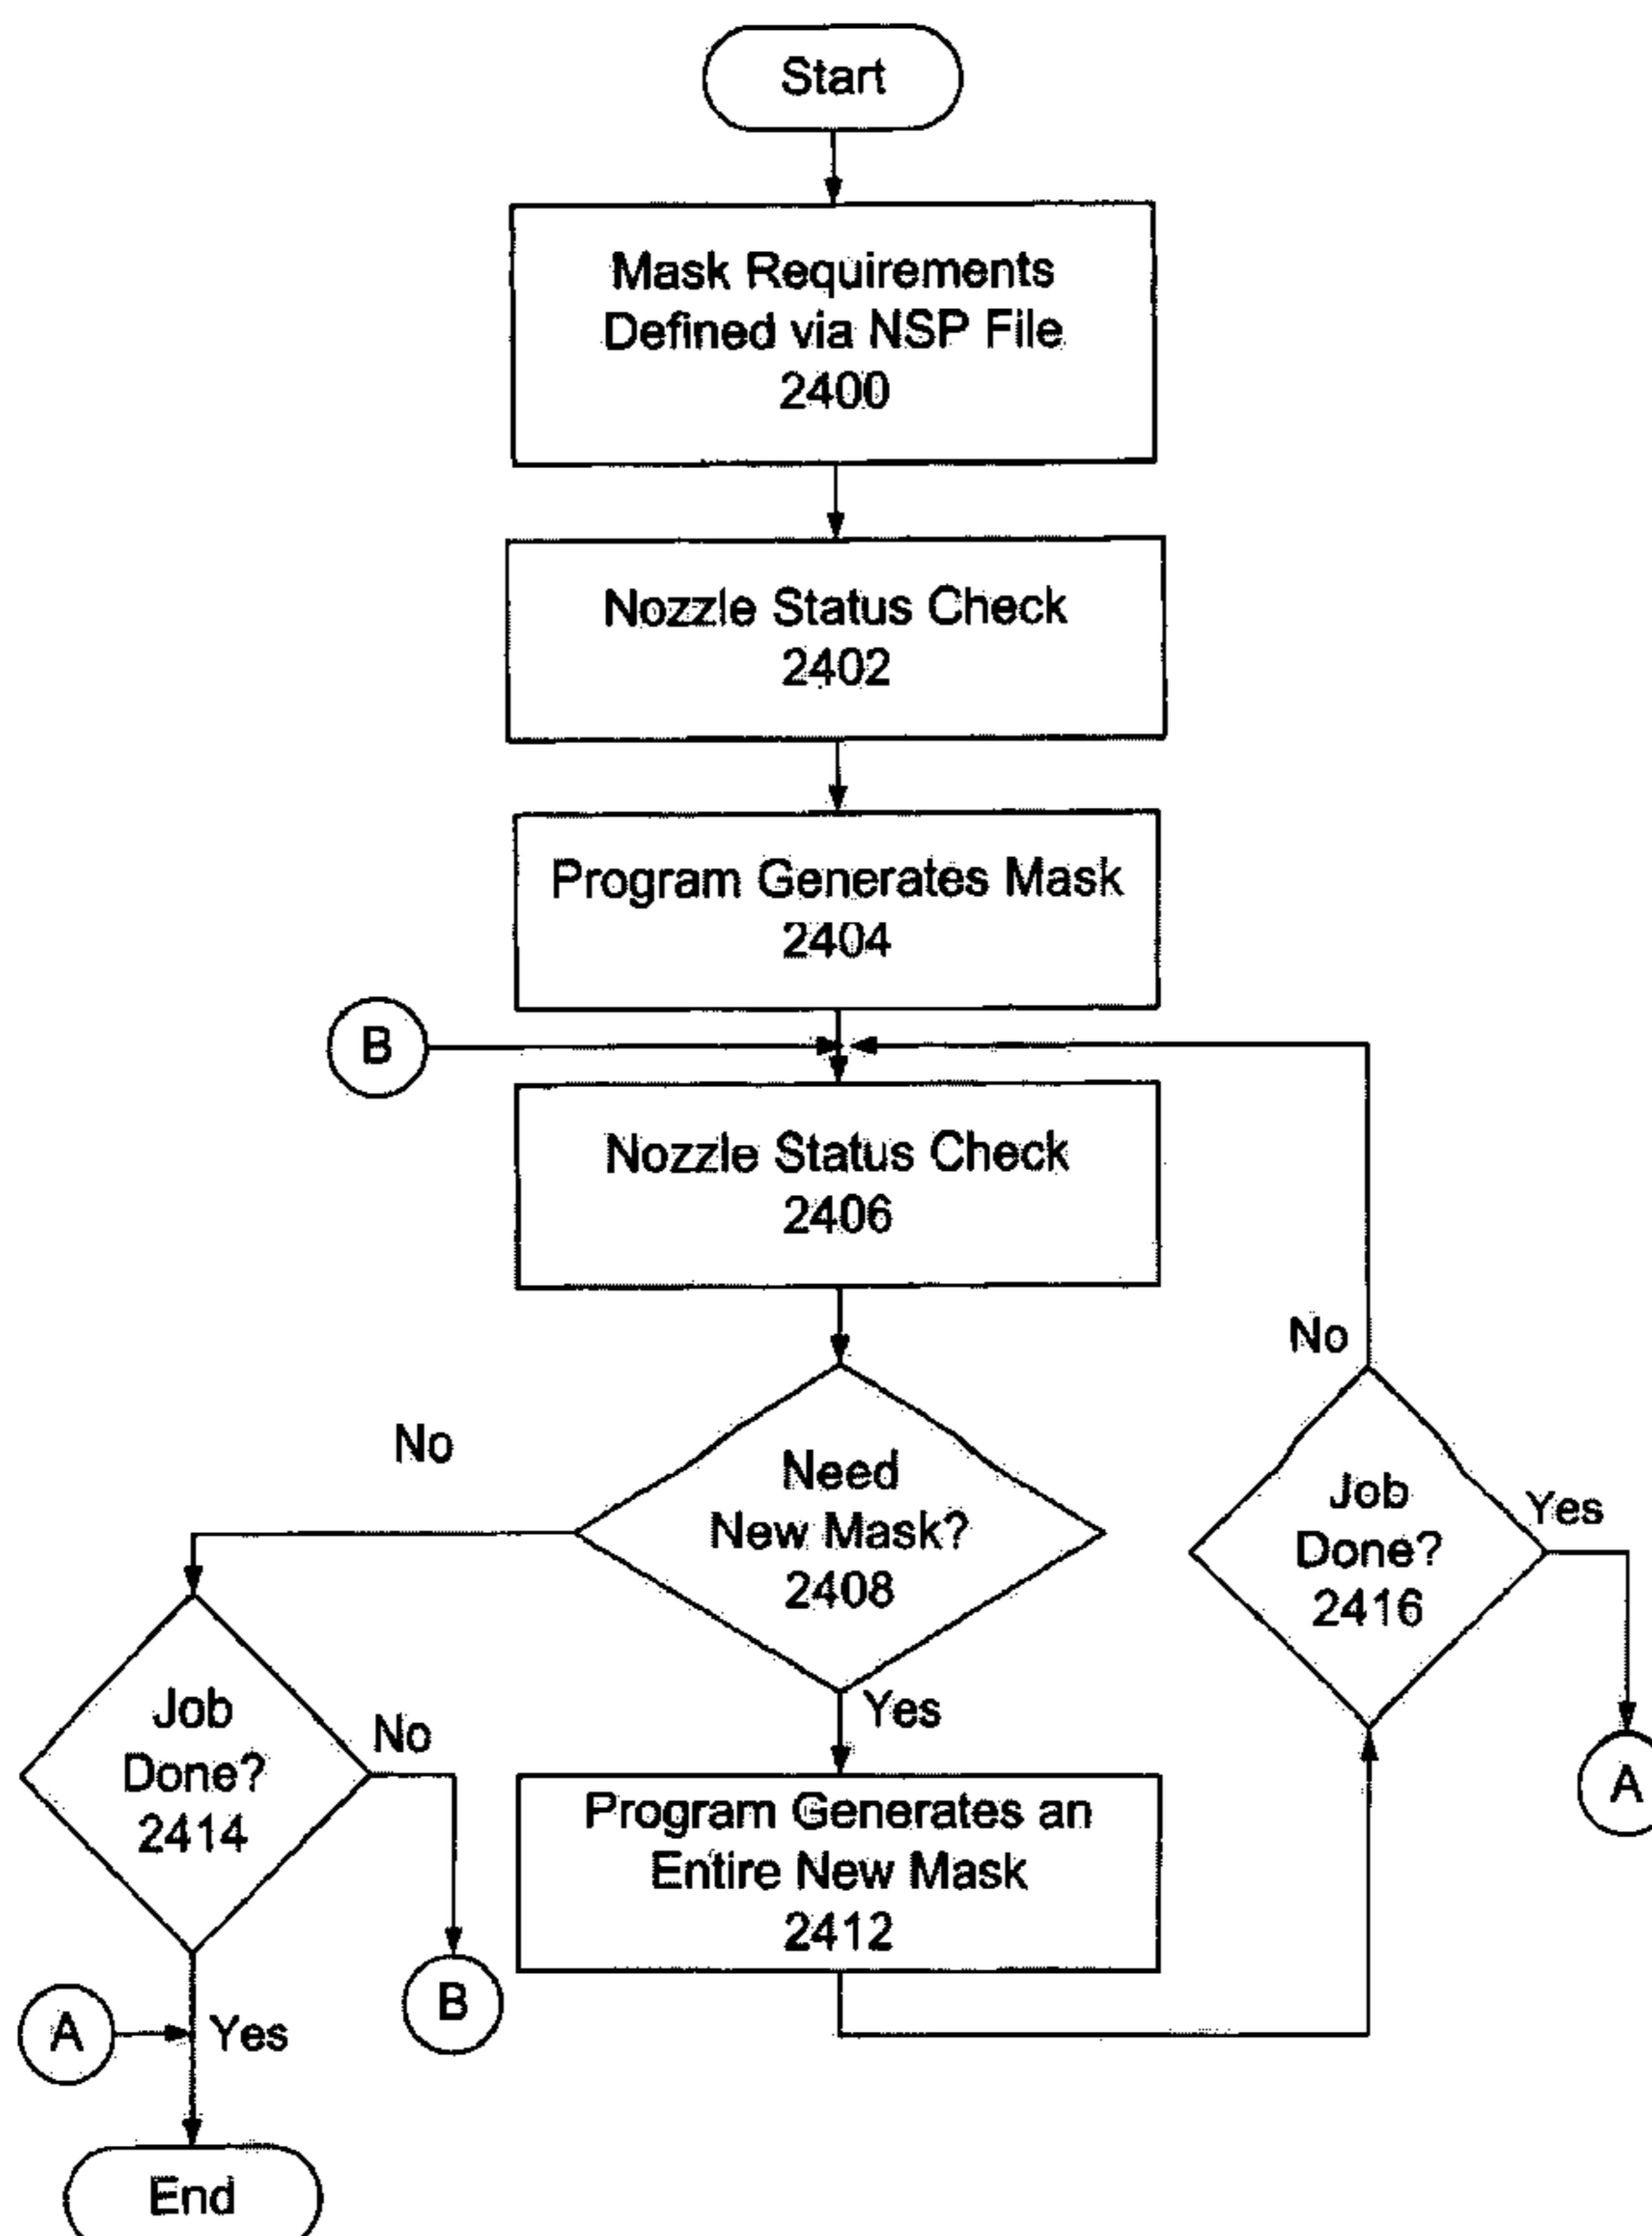 Start
Mask Requirements
Defined via NSP File
2400
Nozzle Status Check
2402
Program Generates Mask
2404
B
Nozzle Status Check
2406
No
No
Need
New Mask?
2408
Job
Done?
2416
Yes
Yes
Job
Done?
2414
No
Program Generates an
Entire New Mask
2412
A
B
A
Yes
End